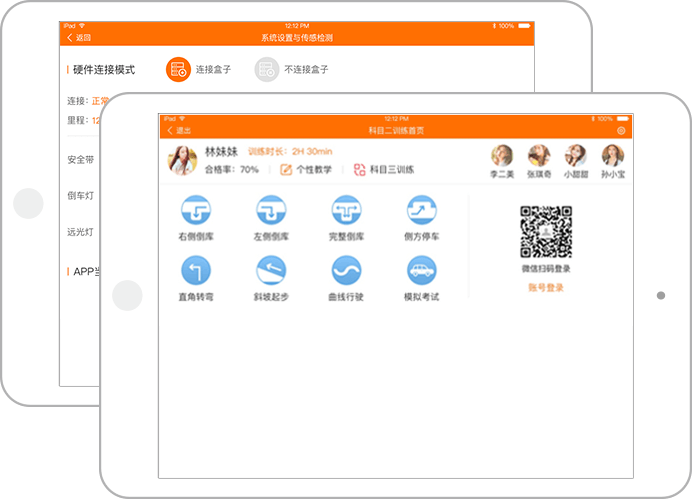 iPad 12:12 PM 100%
返回 系统设置与传感检测
硬件连接模式 连接盒子 不连接盒子
连接：正常
里程：12
安全带
倒车灯
远光灯
APP当
iPad 12:12 PM 100%
退出 科目二训练首页
林妹妹 训练时长：2H 30min
合格率：70% 个性教学 科目三训练
李二美 张琪奇 小甜甜 孙小宝
右侧倒库 左侧倒库 完整倒库 侧方停车
直角转弯 斜坡起步 曲线行驶 模拟考试
微信扫码登录
账号登录